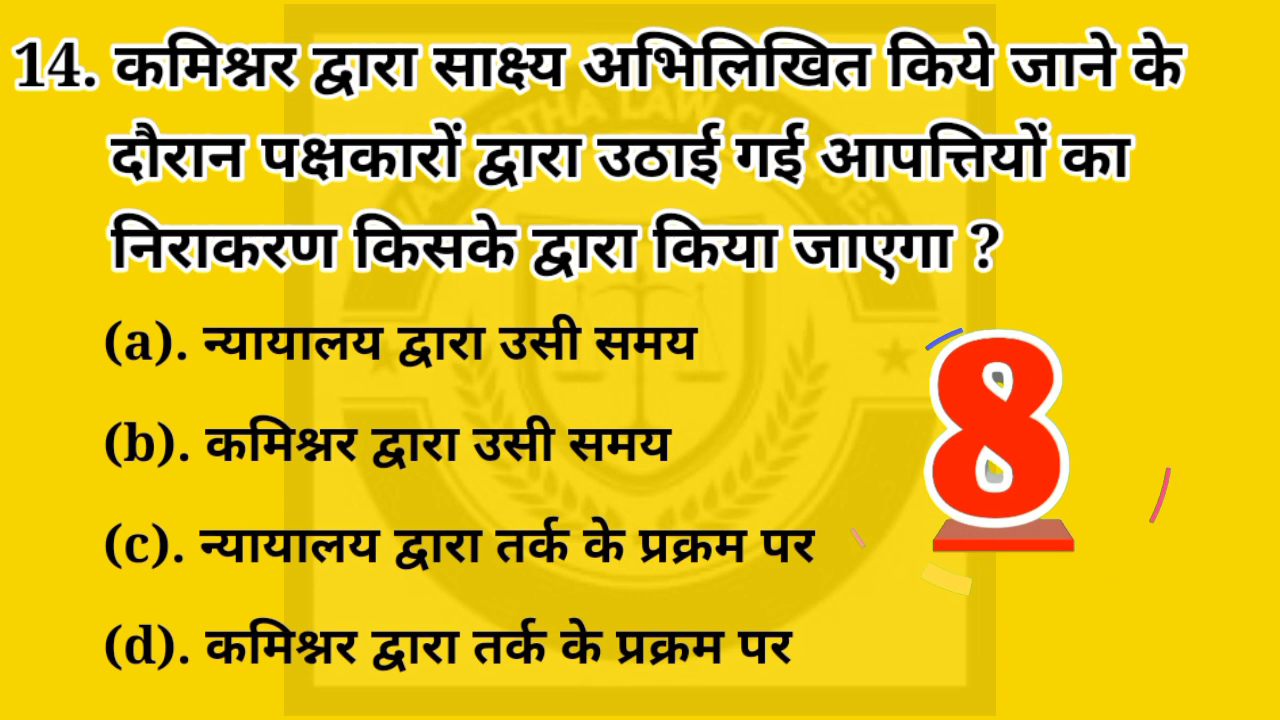 14. कमिश्नर द्वारा साक्ष्य अभिलिखित किये जाने के
दौरान पक्षकारों द्वारा उठाई गई आपत्तियों का
निराकरण किसके द्वारा किया जाएगा ?
(a). न्यायालय द्वारा उसी समय
(b). कमिश्नर द्वारा उसी समय
8
(c). न्यायालय द्वारा तर्क के प्रक्रम पर
(d). कमिश्नर द्वारा तर्क के प्रक्रम पर